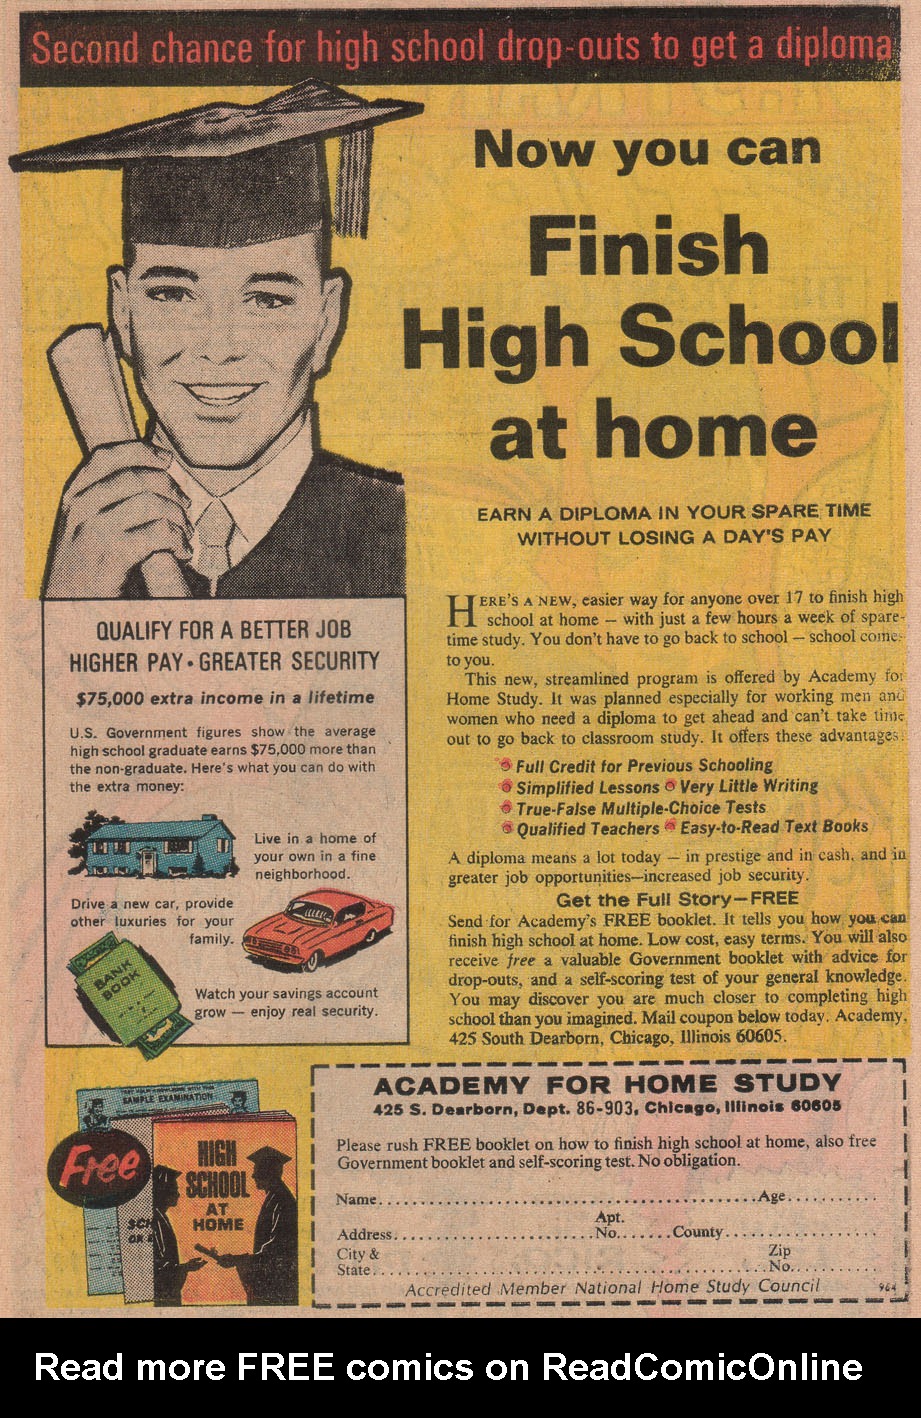 Second chance for high school drop-outs to get a diploma
Now you can
Finish
High School
at home
EARN A DIPLOMA IN YOUR SPARE TIME
WITHOUT LOSING A DAY'S PAY
HERE'S A NEW, easier way for anyone over 17 to finish high
school at home — with just a few hours a week of spare-
time study. You don't have to go back to school — school comes
to you.
This new, streamlined program is offered by Academy for
Home Study. It was planned especially for working men and
women who need a diploma to get ahead and can't take time
out to go back to classroom study. It offers these advantages:
Full Credit for Previous Schooling
Simplified Lessons Very Little Writing
True-False Multiple-Choice Tests
Qualified Teachers Easy-to-Read Text Books
A diploma means a lot today — in prestige and in cash, and in
greater job opportunities—increased job security.
Get the Full Story—FREE
Send for Academy's FREE booklet. It tells you how you can
finish high school at home. Low cost, easy terms. You will also
receive free a valuable Government booklet with advice for
drop-outs, and a self-scoring test of your general knowledge.
You may discover you are much closer to completing high
school than you imagined. Mail coupon below today. Academy,
425 South Dearborn, Chicago, Illinois 60605.
QUALIFY FOR A BETTER JOB
HIGHER PAY • GREATER SECURITY
$75,000 extra income in a lifetime
U.S. Government figures show the average
high school graduate earns $75,000 more than
the non-graduate. Here's what you can do with
the extra money:
Live in a home of
your own in a fine
neighborhood.
Drive a new car, provide
other luxuries for your
family.
BANK
BOOK
Watch your savings account
grow — enjoy real security.
SAMPLE EXAMINATION
Free
HIGH
SCHOOL
AT
HOME
ACADEMY FOR HOME STUDY
425 S. Dearborn, Dept. 86-903, Chicago, Illinois 60605
Please rush FREE booklet on how to finish high school at home, also free
Government booklet and self-scoring test. No obligation.
Name..............................................Age...........
Apt.
Address........................No.......County...................
City & Zip
State..................................................No...........
Accredited Member National Home Study Council 964
Read more FREE comics on ReadComicOnline